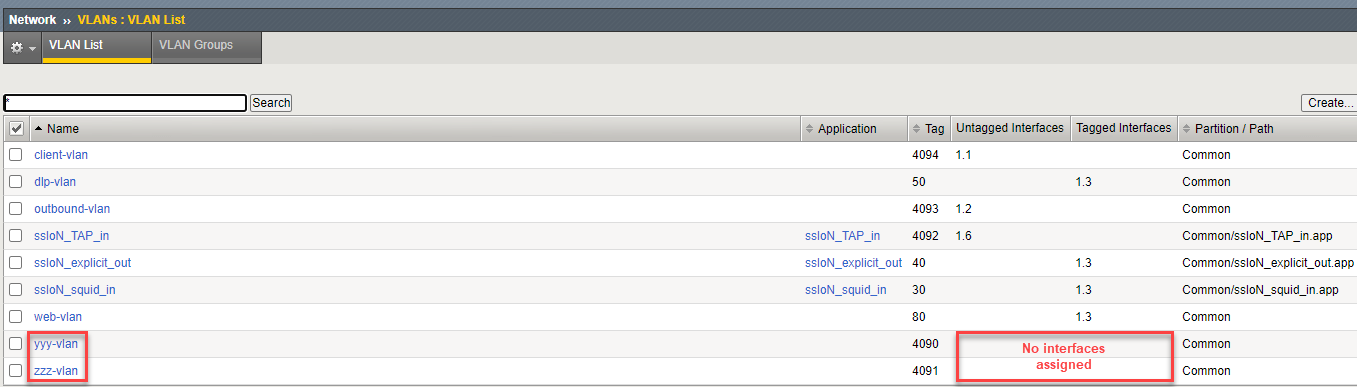 Network ›› VLANs : VLAN List
VLAN List VLAN Groups
* Search Create...
Name Application Tag Untagged Interfaces Tagged Interfaces Partition / Path
client-vlan 4094 1.1 Common
dlp-vlan 50 1.3 Common
outbound-vlan 4093 1.2 Common
ssloN_TAP_in ssloN_TAP_in 4092 1.6 Common/ssloN_TAP_in.app
ssloN_explicit_out ssloN_explicit_out 40 1.3 Common/ssloN_explicit_out.app
ssloN_squid_in ssloN_squid_in 30 1.3 Common/ssloN_squid_in.app
web-vlan 80 1.3 Common
yyy-vlan 4090 No interfaces Common
assigned
zzz-vlan 4091 Common